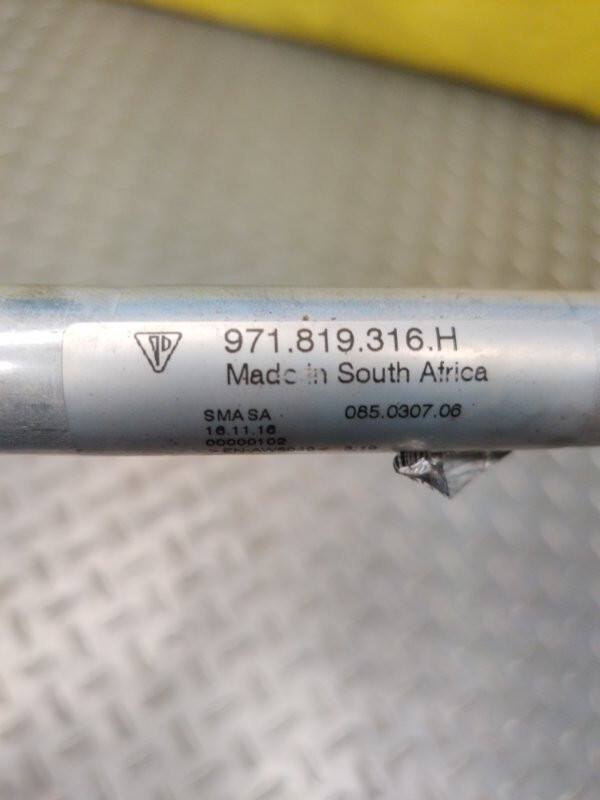 971.819.316.H
Made in South Africa
SMA SA 085.0307.06
16.11.16
00000102